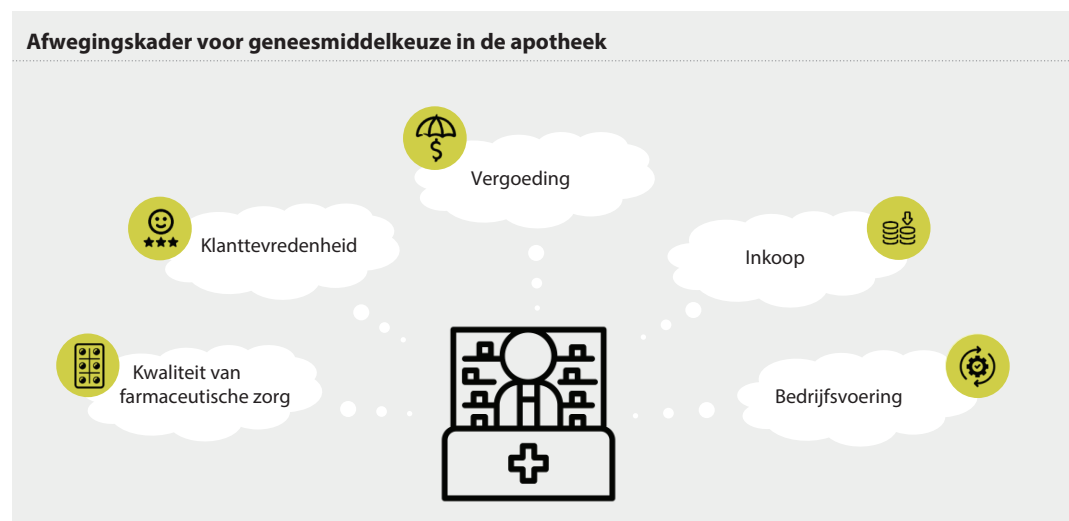 Afwegingskader voor geneesmiddelkeuze in de apotheek
Vergoeding
Klanttevredenheid
Inkoop
Kwaliteit van
farmaceutische zorg
Bedrijfsvoering